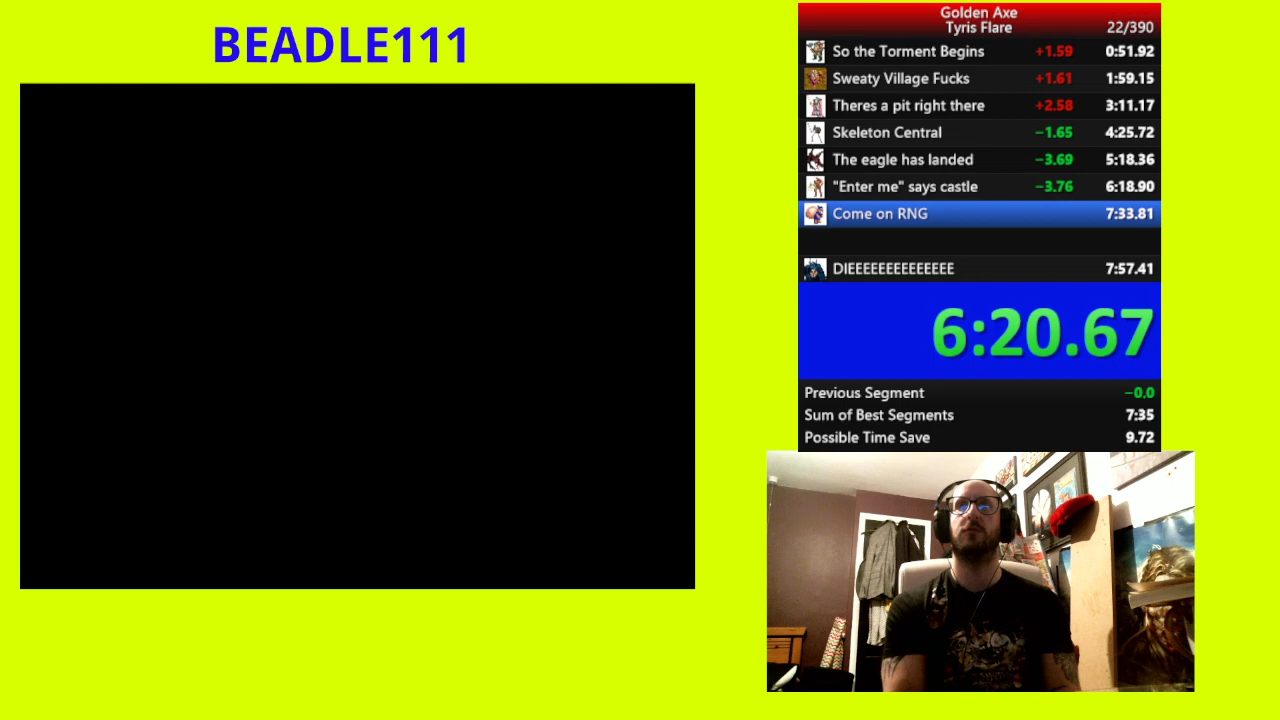 BEADLE111
Golden Axe
Tyris Flare 22/390
So the Torment Begins +1.59 0:51.92
Sweaty Village Fucks +1.61 1:59.15
Theres a pit right there +2.58 3:11.17
Skeleton Central −1.65 4:25.72
The eagle has landed −3.69 5:18.36
"Enter me" says castle −3.76 6:18.90
Come on RNG 7:33.81
DIEEEEEEEEEEEEEE 7:57.41
6:20.67
Previous Segment −0.0
Sum of Best Segments 7:35
Possible Time Save 9.72